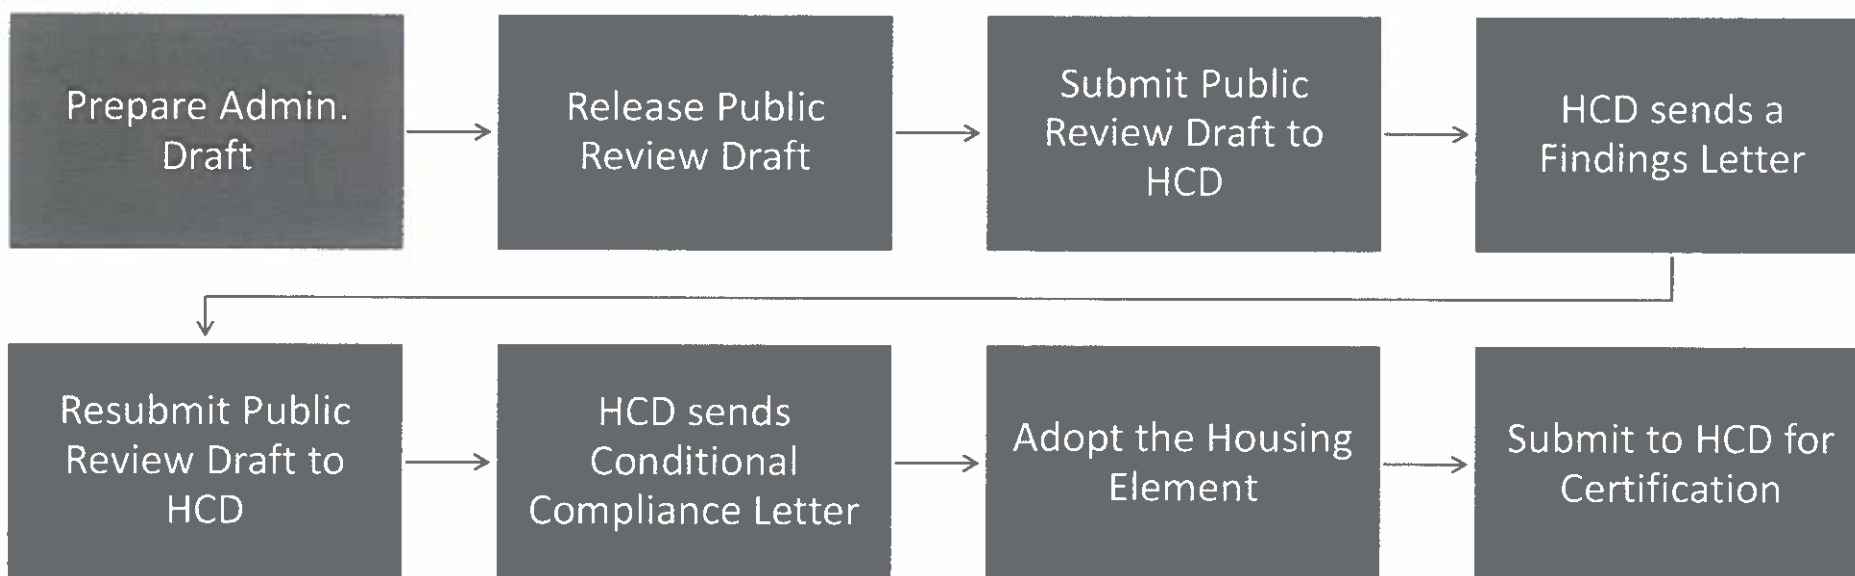 Prepare Admin.
Draft
Release Public
Review Draft
Submit Public
Review Draft to
HCD
HCD sends a
Findings Letter
Resubmit Public
Review Draft to
HCD
HCD sends
Conditional
Compliance Letter
Adopt the Housing
Element
Submit to HCD for
Certification